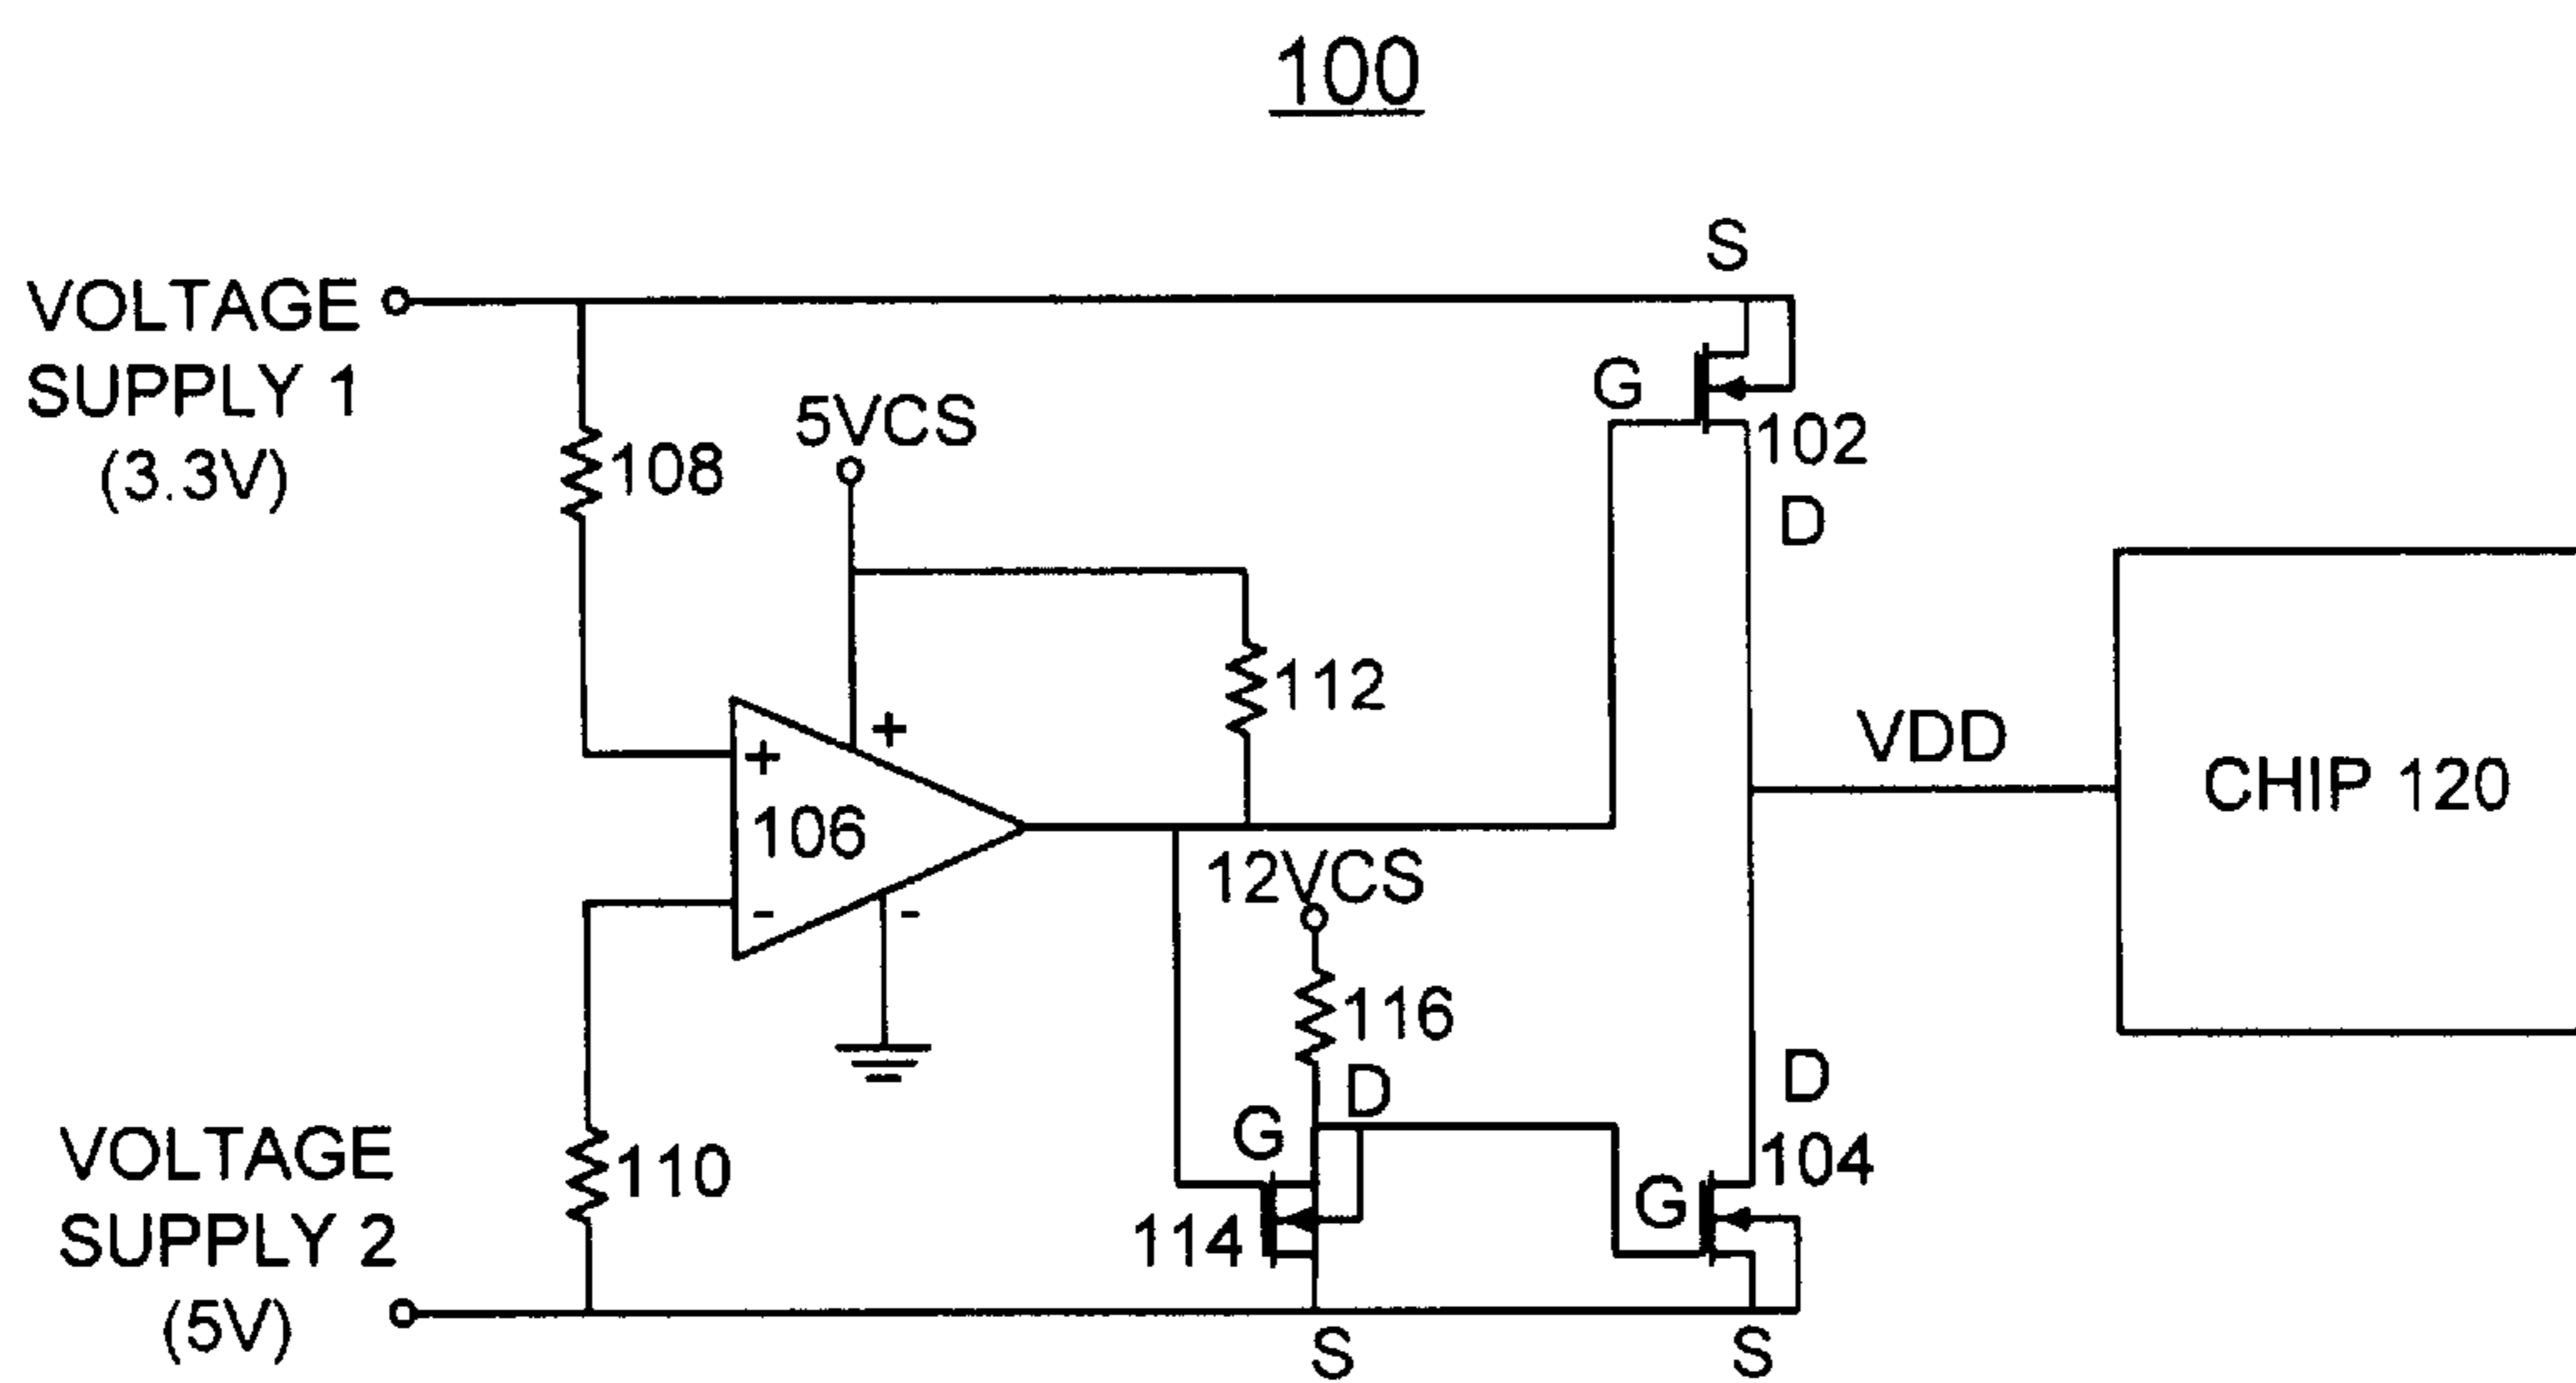 100
S
VOLTAGE
SUPPLY 1
(3.3V)
G
102
D
5VCS
108
112
VDD
CHIP 120
+
+
106
-
-
12VCS
116
D
G
114
D
104
G
110
VOLTAGE
SUPPLY 2
(5V)
S
S